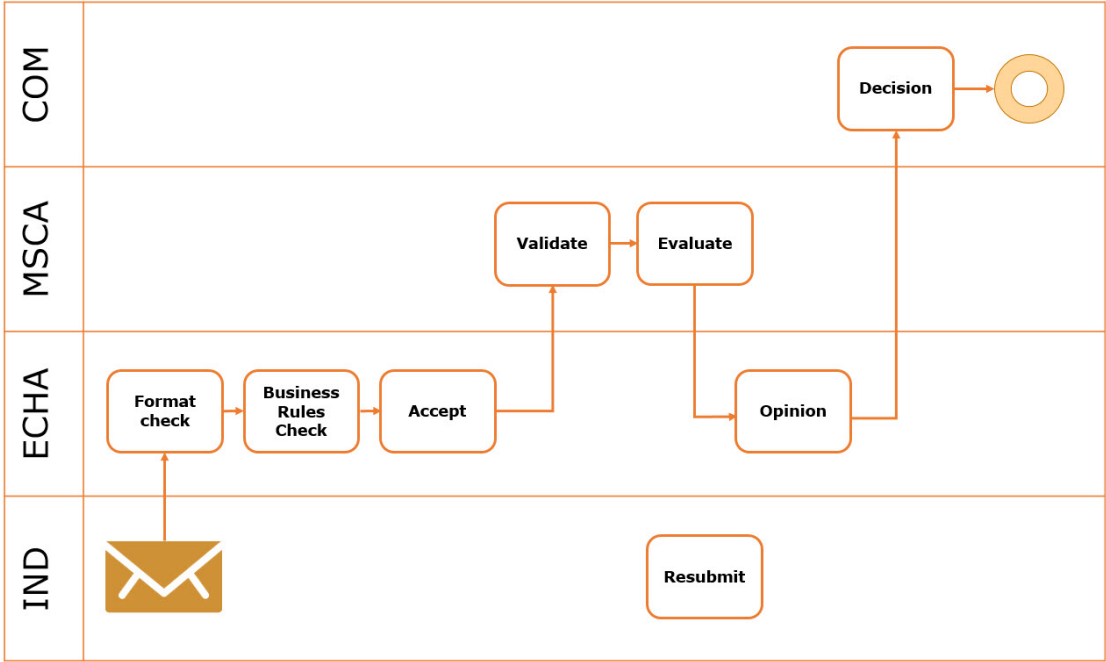 COM
Decision
MSCA
Validate
Evaluate
ECHA
Format
check
Business
Rules
Check
Accept
Opinion
IND
Resubmit